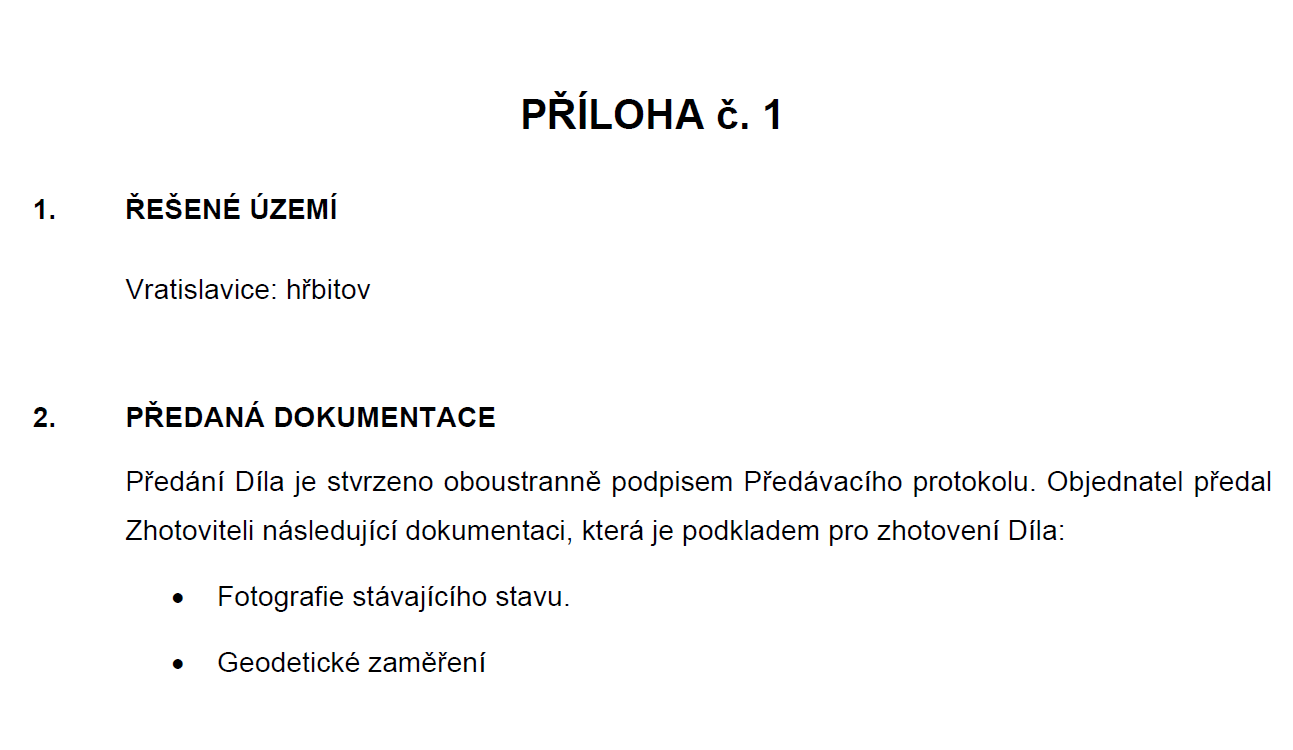 PŘÍLOHA č. 1
1. ŘEŠENÉ ÚZEMÍ
Vratislavice: hřbitov
2. PŘEDANÁ DOKUMENTACE
Předání Díla je stvrzeno oboustranně podpisem Předávacího protokolu. Objednatel předal
Zhotoviteli následující dokumentaci, která je podkladem pro zhotovení Díla:
• Fotografie stávajícího stavu.
• Geodetické zaměření